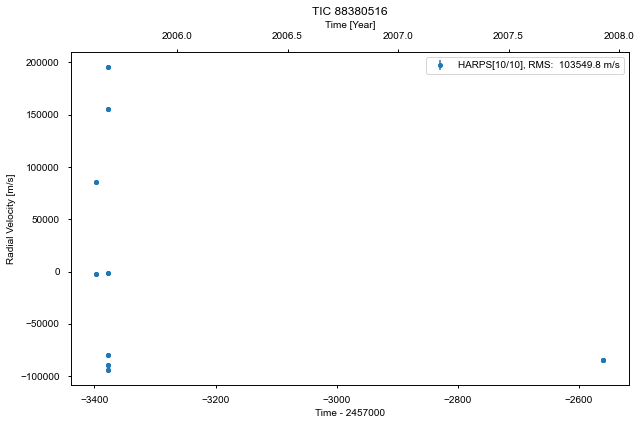 TIC 88380516
Time [Year]
2006.0 2006.5 2007.0 2007.5 2008.0
HARPS[10/10], RMS: 103549.8 m/s
Radial Velocity [m/s]
200000
150000
100000
50000
0
−50000
−100000
−3400 −3200 −3000 −2800 −2600
Time - 2457000